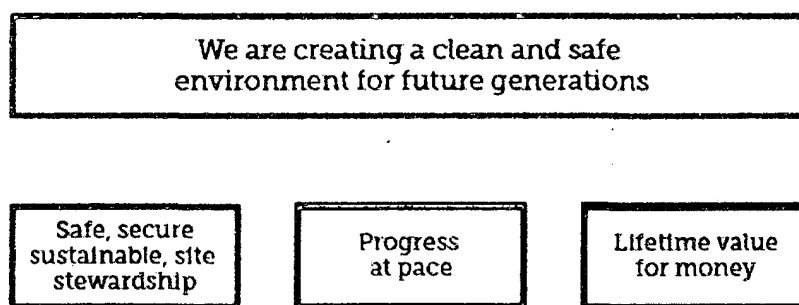 We are creating a clean and safe
environment for future generations
Safe, secure
sustainable, site
stewardship
Progress
at pace
Lifetime value
for money